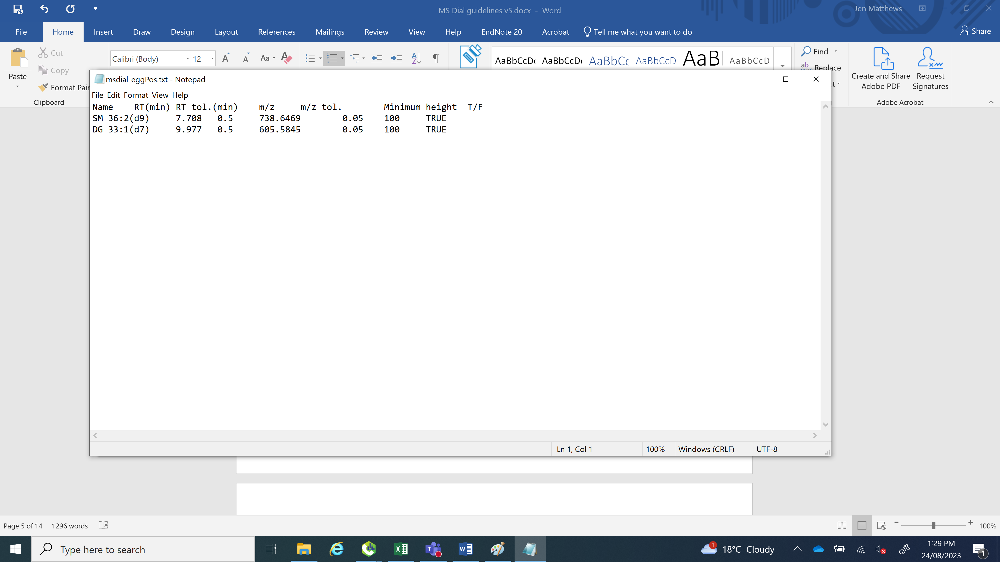 MS Dial guidelines v5.docx - Word
Jen Matthews
File Home Insert Draw Design Layout References Mailings Review View Help EndNote 20 Acrobat Tell me what you want to do
Share
Paste
Cut
Copy
Format Pair
Clipboard
Calibri (Body) 12
AaBbCcD AaBbCcD AaBbCc AaBbCcD AaB AaBbCcD
Find
Replace
Create and Share
Adobe PDF
Request
Signatures
Adobe Acrobat
msdial_eggPos.txt - Notepad
File Edit Format View Help
Name RT(min) RT tol.(min) m/z m/z tol. Minimum height T/F
SM 36:2(d9) 7.708 0.5 738.6469 0.05 100 TRUE
DG 33:1(d7) 9.977 0.5 605.5845 0.05 100 TRUE
Ln 1, Col 1 100% Windows (CRLF) UTF-8
Page 5 of 14 1296 words
100%
Type here to search
1
18°C Cloudy
1:29 PM
24/08/2023
1